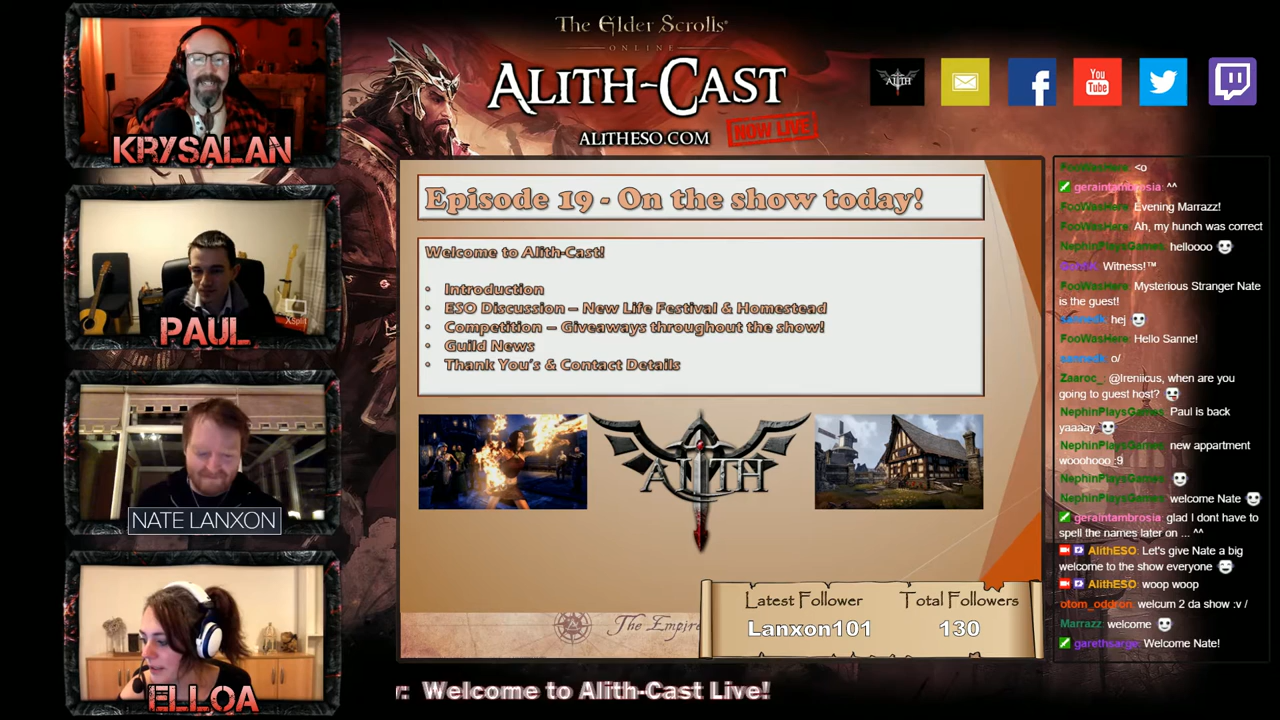 The Elder Scrolls
ONLINE
ALITH-CAST
ALITHESO.COM
NOW LIVE
ALITH
You
Tube
KRYSALAN
PAUL
XSplit
NATE LANXON
ELLOA
Episode 19 - On the show today!
Welcome to Alith-Cast!
• Introduction
• ESO Discussion – New Life Festival & Homestead
• Competition – Giveaways throughout the show!
• Guild News
• Thank You's & Contact Details
ALITH
The Empire
Latest Follower
Total Followers
Lanxon101
130
r: Welcome to Alith-Cast Live!
FooWasHere: <o
geraintambrosia: ^^
FooWasHere: Evening Marrazz!
FooWasHere: Ah, my hunch was correct
NephinPlaysGames: helloooo
Witness!™
FooWasHere: Mysterious Stranger Nate
is the guest!
hej
FooWasHere: Hello Sanne!
o/
Zaaroc_: @Ireniicus, when are you
going to guest host?
NephinPlaysGames: Paul is back
yaaaay
NephinPlaysGames: new appartment
wooohooo :9
NephinPlaysGames:
NephinPlaysGames: welcome Nate
geraintambrosia: glad I dont have to
spell the names later on ... ^^
AlithESO: Let's give Nate a big
welcome to the show everyone
AlithESO: woop woop
otom_oddron: welcum 2 da show :v /
Marrazz: welcome
garethsarge: Welcome Nate!